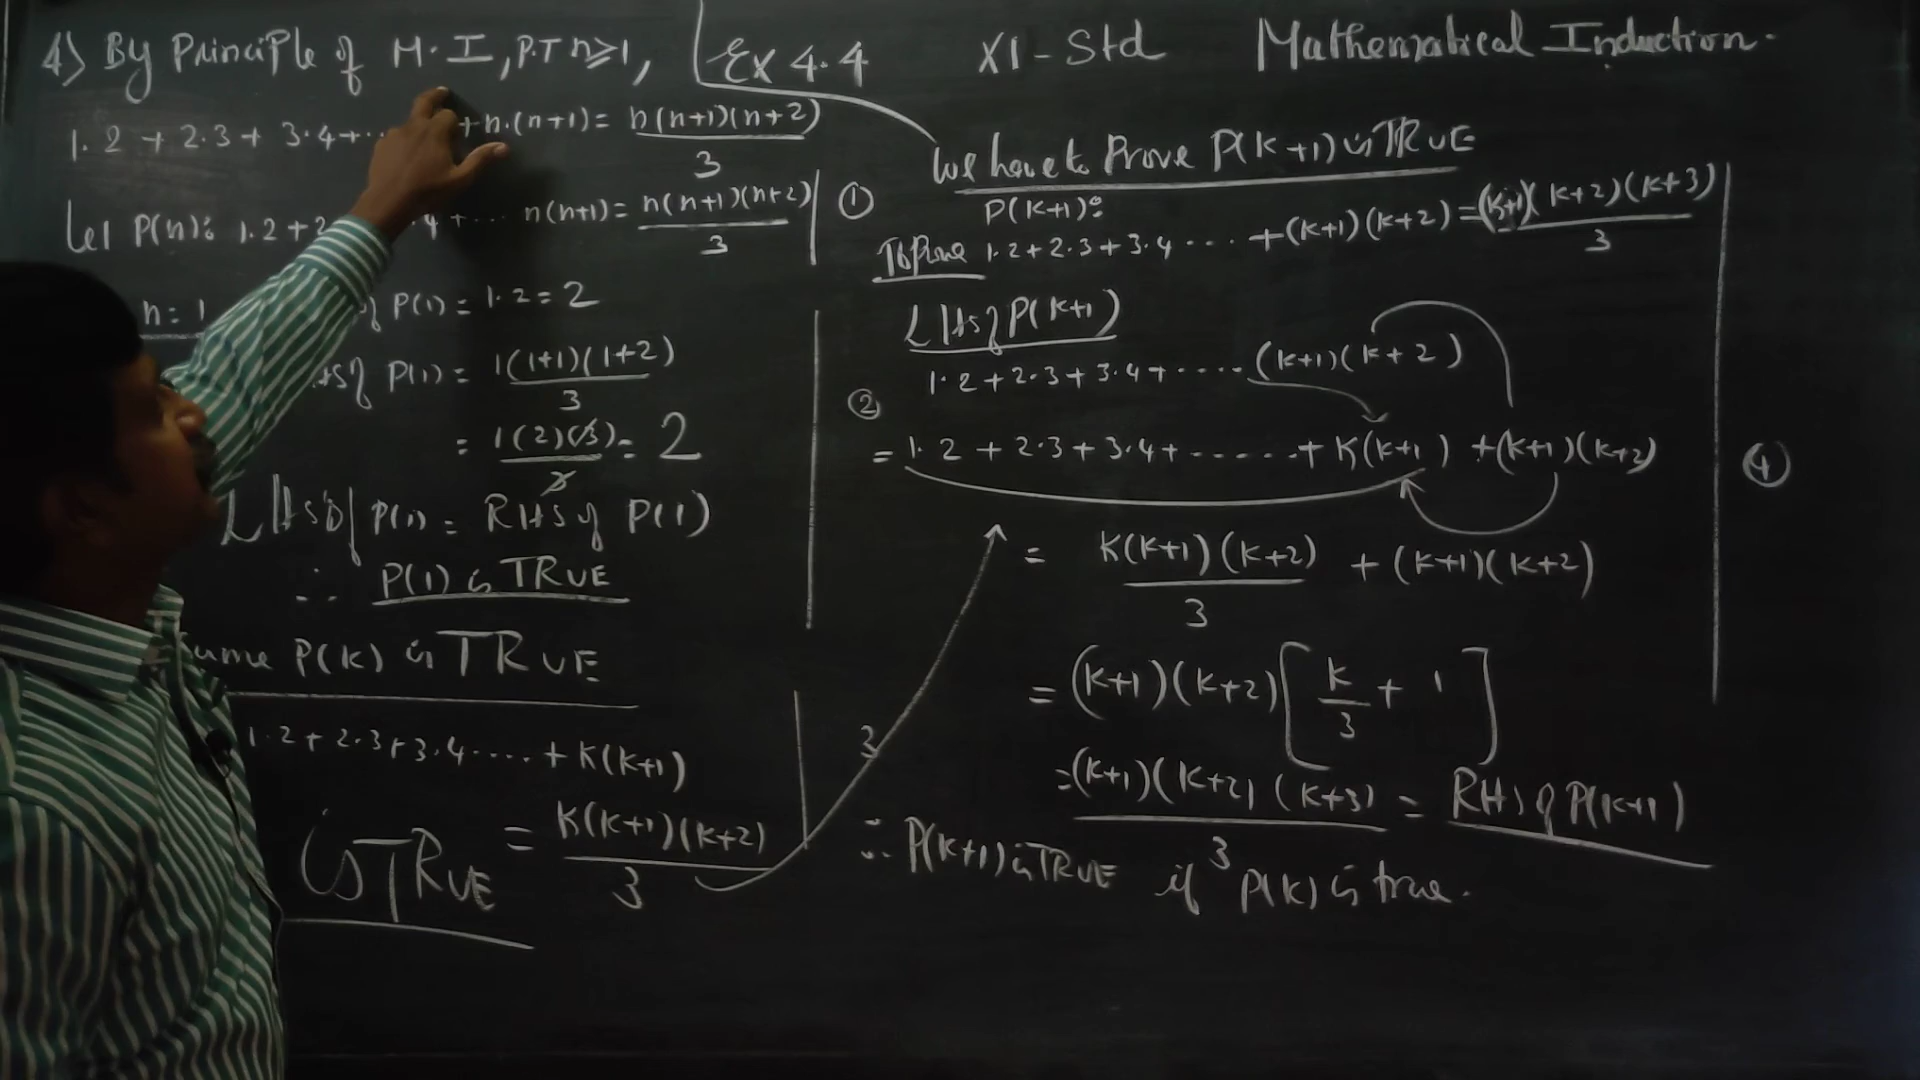 4) By Principle of M.I, P.T n≥1,
1.2 + 2.3 + 3.4+.. +n.(n+1)= n(n+1)(n+2)/3
Let P(n): 1.2+2 .4+... n(n+1)= n(n+1)(n+2)/3 ①
n=1 of P(1)= 1.2=2
of P(1)= 1(1+1)(1+2)/3
= 1(2)(3)/3 = 2
LHS of P(1)= RHS of P(1)
∴ P(1) is TRUE
P(K) is TRUE
1.2+2.3+3.4.....+K(K+1)
= K(K+1)(K+2)/3
is TRUE
Ex 4.4 XI-Std Mathematical Induction.
We have to Prove P(K+1) is TRUE
P(K+1):
To Prove 1.2+2.3+3.4 .... +(K+1)(K+2)=(K+1)(K+2)(K+3)/3
LHS of P(K+1)
1.2+2.3+3.4+.....(K+1)(K+2)
②
= 1.2+2.3+3.4+......+K(K+1) +(K+1)(K+2) ④
= K(K+1)(K+2)/3 +(K+1)(K+2)
= (K+1)(K+2)[K/3+1]
3
=(K+1)(K+2)(K+3)/3 = RHS of P(K+1)
∴ P(K+1) is TRUE if P(K) is true.